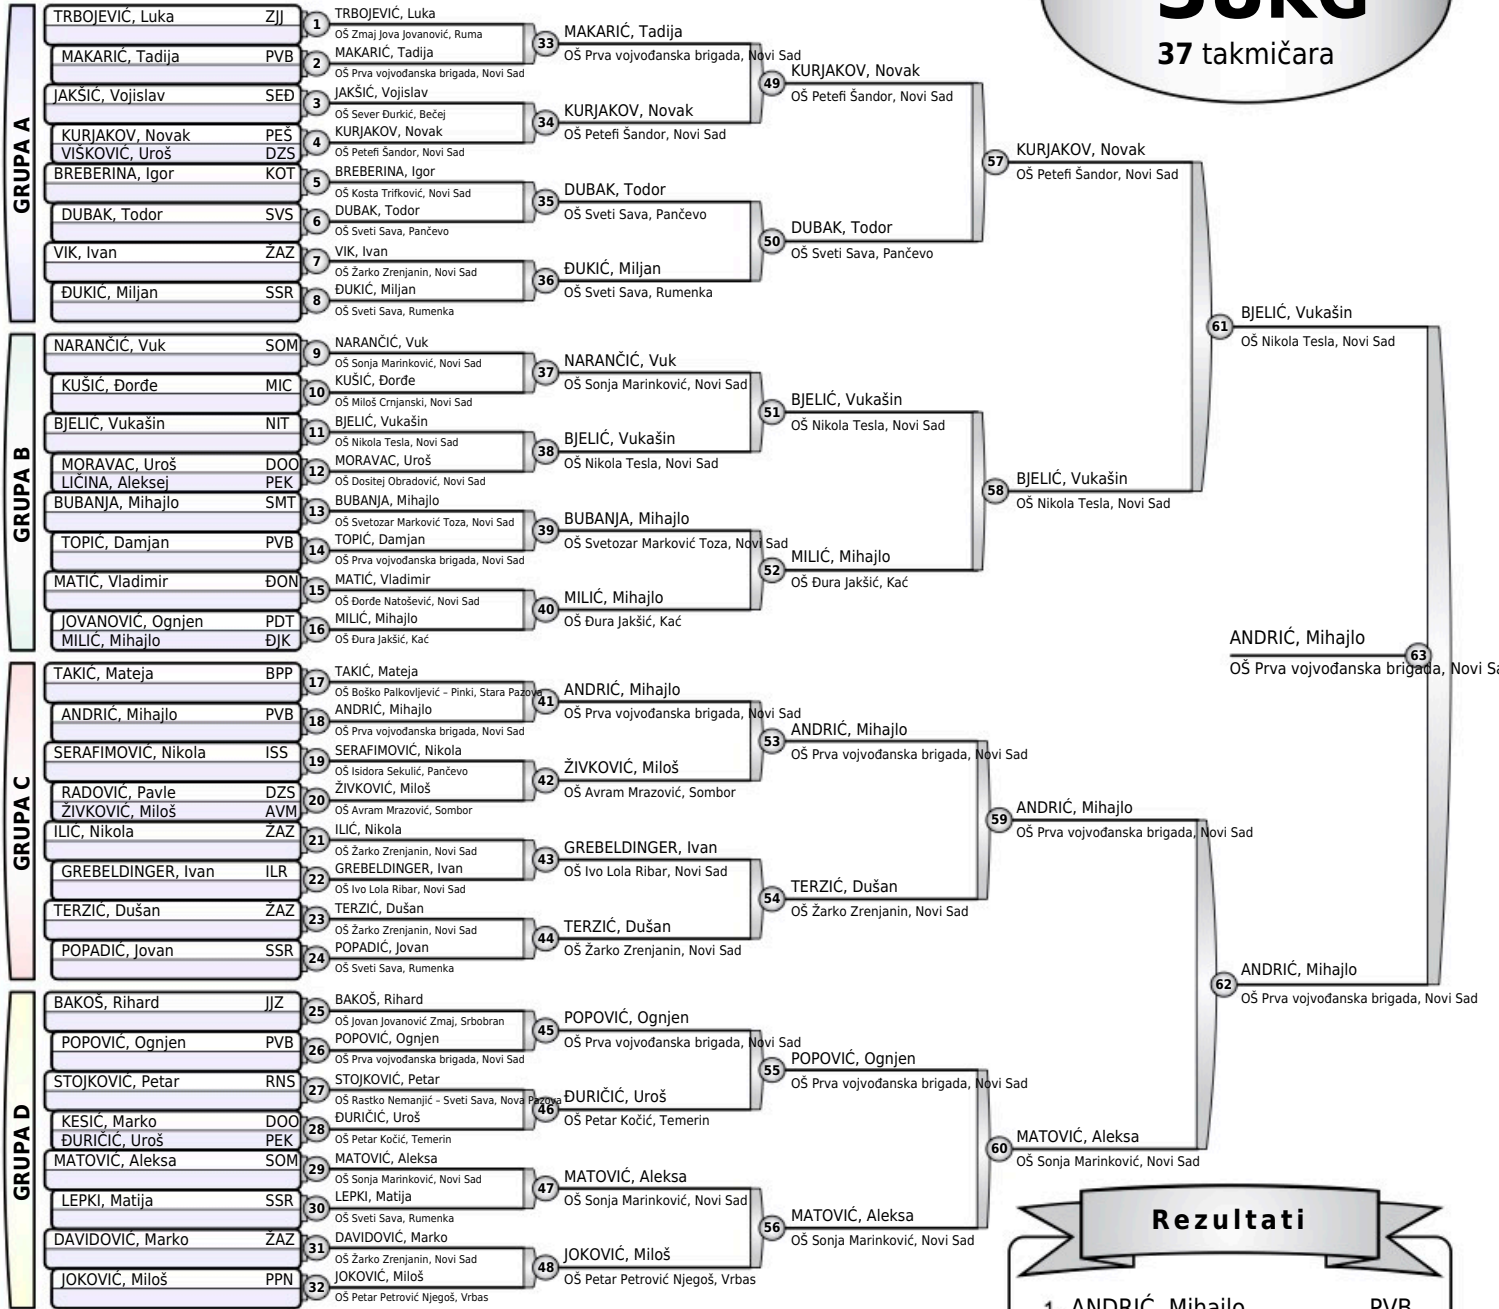 50KG
37 takmičara
GRUPA A
TRBOJEVIĆ, Luka ZJJ
MAKARIĆ, Tadija PVB
JAKŠIĆ, Vojislav SEĐ
KURJAKOV, Novak PEŠ
VIŠKOVIĆ, Uroš DZS
BREBERINA, Igor KOT
DUBAK, Todor SVS
VIK, Ivan ŽAZ
ĐUKIĆ, Miljan SSR
GRUPA B
NARANČIĆ, Vuk SOM
KUŠIĆ, Đorđe MIC
BJELIĆ, Vukašin NIT
MORAVAC, Uroš DOO
LIČINA, Aleksej PEK
BUBANJA, Mihajlo SMT
TOPIĆ, Damjan PVB
MATIĆ, Vladimir ĐON
JOVANOVIĆ, Ognjen PDT
MILIĆ, Mihajlo ĐJK
GRUPA C
TAKIĆ, Mateja BPP
ANDRIĆ, Mihajlo PVB
SERAFIMOVIĆ, Nikola ISS
RADOVIĆ, Pavle DZS
ŽIVKOVIĆ, Miloš AVM
ILIĆ, Nikola ŽAZ
GREBELDINGER, Ivan ILR
TERZIĆ, Dušan ŽAZ
POPADIĆ, Jovan SSR
GRUPA D
BAKOŠ, Rihard JJZ
POPOVIĆ, Ognjen PVB
STOJKOVIĆ, Petar RNS
KESIĆ, Marko DOO
ĐURIČIĆ, Uroš PEK
MATOVIĆ, Aleksa SOM
LEPKI, Matija SSR
DAVIDOVIĆ, Marko ŽAZ
JOKOVIĆ, Miloš PPN
1 TRBOJEVIĆ, Luka
OŠ Zmaj Jova Jovanović, Ruma
2 MAKARIĆ, Tadija
OŠ Prva vojvođanska brigada, Novi Sad
3 JAKŠIĆ, Vojislav
OŠ Sever Đurkić, Bečej
4 KURJAKOV, Novak
OŠ Petefi Šandor, Novi Sad
5 BREBERINA, Igor
OŠ Kosta Trifković, Novi Sad
6 DUBAK, Todor
OŠ Sveti Sava, Pančevo
7 VIK, Ivan
OŠ Žarko Zrenjanin, Novi Sad
8 ĐUKIĆ, Miljan
OŠ Sveti Sava, Rumenka
9 NARANČIĆ, Vuk
OŠ Sonja Marinković, Novi Sad
10 KUŠIĆ, Đorđe
OŠ Miloš Crnjanski, Novi Sad
11 BJELIĆ, Vukašin
OŠ Nikola Tesla, Novi Sad
12 MORAVAC, Uroš
OŠ Dositej Obradović, Novi Sad
13 BUBANJA, Mihajlo
OŠ Svetozar Marković Toza, Novi Sad
14 TOPIĆ, Damjan
OŠ Prva vojvođanska brigada, Novi Sad
15 MATIĆ, Vladimir
OŠ Đorđe Natošević, Novi Sad
16 MILIĆ, Mihajlo
OŠ Đura Jakšić, Kać
17 TAKIĆ, Mateja
OŠ Boško Palkovljević – Pinki, Stara Pazova
18 ANDRIĆ, Mihajlo
OŠ Prva vojvođanska brigada, Novi Sad
19 SERAFIMOVIĆ, Nikola
OŠ Isidora Sekulić, Pančevo
20 ŽIVKOVIĆ, Miloš
OŠ Avram Mrazović, Sombor
21 ILIĆ, Nikola
OŠ Žarko Zrenjanin, Novi Sad
22 GREBELDINGER, Ivan
OŠ Ivo Lola Ribar, Novi Sad
23 TERZIĆ, Dušan
OŠ Žarko Zrenjanin, Novi Sad
24 POPADIĆ, Jovan
OŠ Sveti Sava, Rumenka
25 BAKOŠ, Rihard
OŠ Jovan Jovanović Zmaj, Srbobran
26 POPOVIĆ, Ognjen
OŠ Prva vojvođanska brigada, Novi Sad
27 STOJKOVIĆ, Petar
OŠ Rastko Nemanjić – Sveti Sava, Nova Pazova
28 ĐURIČIĆ, Uroš
OŠ Petar Kočić, Temerin
29 MATOVIĆ, Aleksa
OŠ Sonja Marinković, Novi Sad
30 LEPKI, Matija
OŠ Sveti Sava, Rumenka
31 DAVIDOVIĆ, Marko
OŠ Žarko Zrenjanin, Novi Sad
32 JOKOVIĆ, Miloš
OŠ Petar Petrović Njegoš, Vrbas
33 MAKARIĆ, Tadija
OŠ Prva vojvođanska brigada, Novi Sad
34 KURJAKOV, Novak
OŠ Petefi Šandor, Novi Sad
35 DUBAK, Todor
OŠ Sveti Sava, Pančevo
36 ĐUKIĆ, Miljan
OŠ Sveti Sava, Rumenka
37 NARANČIĆ, Vuk
OŠ Sonja Marinković, Novi Sad
38 BJELIĆ, Vukašin
OŠ Nikola Tesla, Novi Sad
39 BUBANJA, Mihajlo
OŠ Svetozar Marković Toza, Novi Sad
40 MILIĆ, Mihajlo
OŠ Đura Jakšić, Kać
41 ANDRIĆ, Mihajlo
OŠ Prva vojvođanska brigada, Novi Sad
42 ŽIVKOVIĆ, Miloš
OŠ Avram Mrazović, Sombor
43 GREBELDINGER, Ivan
OŠ Ivo Lola Ribar, Novi Sad
44 TERZIĆ, Dušan
OŠ Žarko Zrenjanin, Novi Sad
45 POPOVIĆ, Ognjen
OŠ Prva vojvođanska brigada, Novi Sad
46 ĐURIČIĆ, Uroš
OŠ Petar Kočić, Temerin
47 MATOVIĆ, Aleksa
OŠ Sonja Marinković, Novi Sad
48 JOKOVIĆ, Miloš
OŠ Petar Petrović Njegoš, Vrbas
49 KURJAKOV, Novak
OŠ Petefi Šandor, Novi Sad
50 DUBAK, Todor
OŠ Sveti Sava, Pančevo
51 BJELIĆ, Vukašin
OŠ Nikola Tesla, Novi Sad
52 MILIĆ, Mihajlo
OŠ Đura Jakšić, Kać
53 ANDRIĆ, Mihajlo
OŠ Prva vojvođanska brigada, Novi Sad
54 TERZIĆ, Dušan
OŠ Žarko Zrenjanin, Novi Sad
55 POPOVIĆ, Ognjen
OŠ Prva vojvođanska brigada, Novi Sad
56 MATOVIĆ, Aleksa
OŠ Sonja Marinković, Novi Sad
57 KURJAKOV, Novak
OŠ Petefi Šandor, Novi Sad
58 BJELIĆ, Vukašin
OŠ Nikola Tesla, Novi Sad
59 ANDRIĆ, Mihajlo
OŠ Prva vojvođanska brigada, Novi Sad
60 MATOVIĆ, Aleksa
OŠ Sonja Marinković, Novi Sad
61 BJELIĆ, Vukašin
OŠ Nikola Tesla, Novi Sad
62 ANDRIĆ, Mihajlo
OŠ Prva vojvođanska brigada, Novi Sad
ANDRIĆ, Mihajlo 63
OŠ Prva vojvođanska brigada, Novi Sa
Rezultati
1. ANDRIĆ, Mihajlo PVB